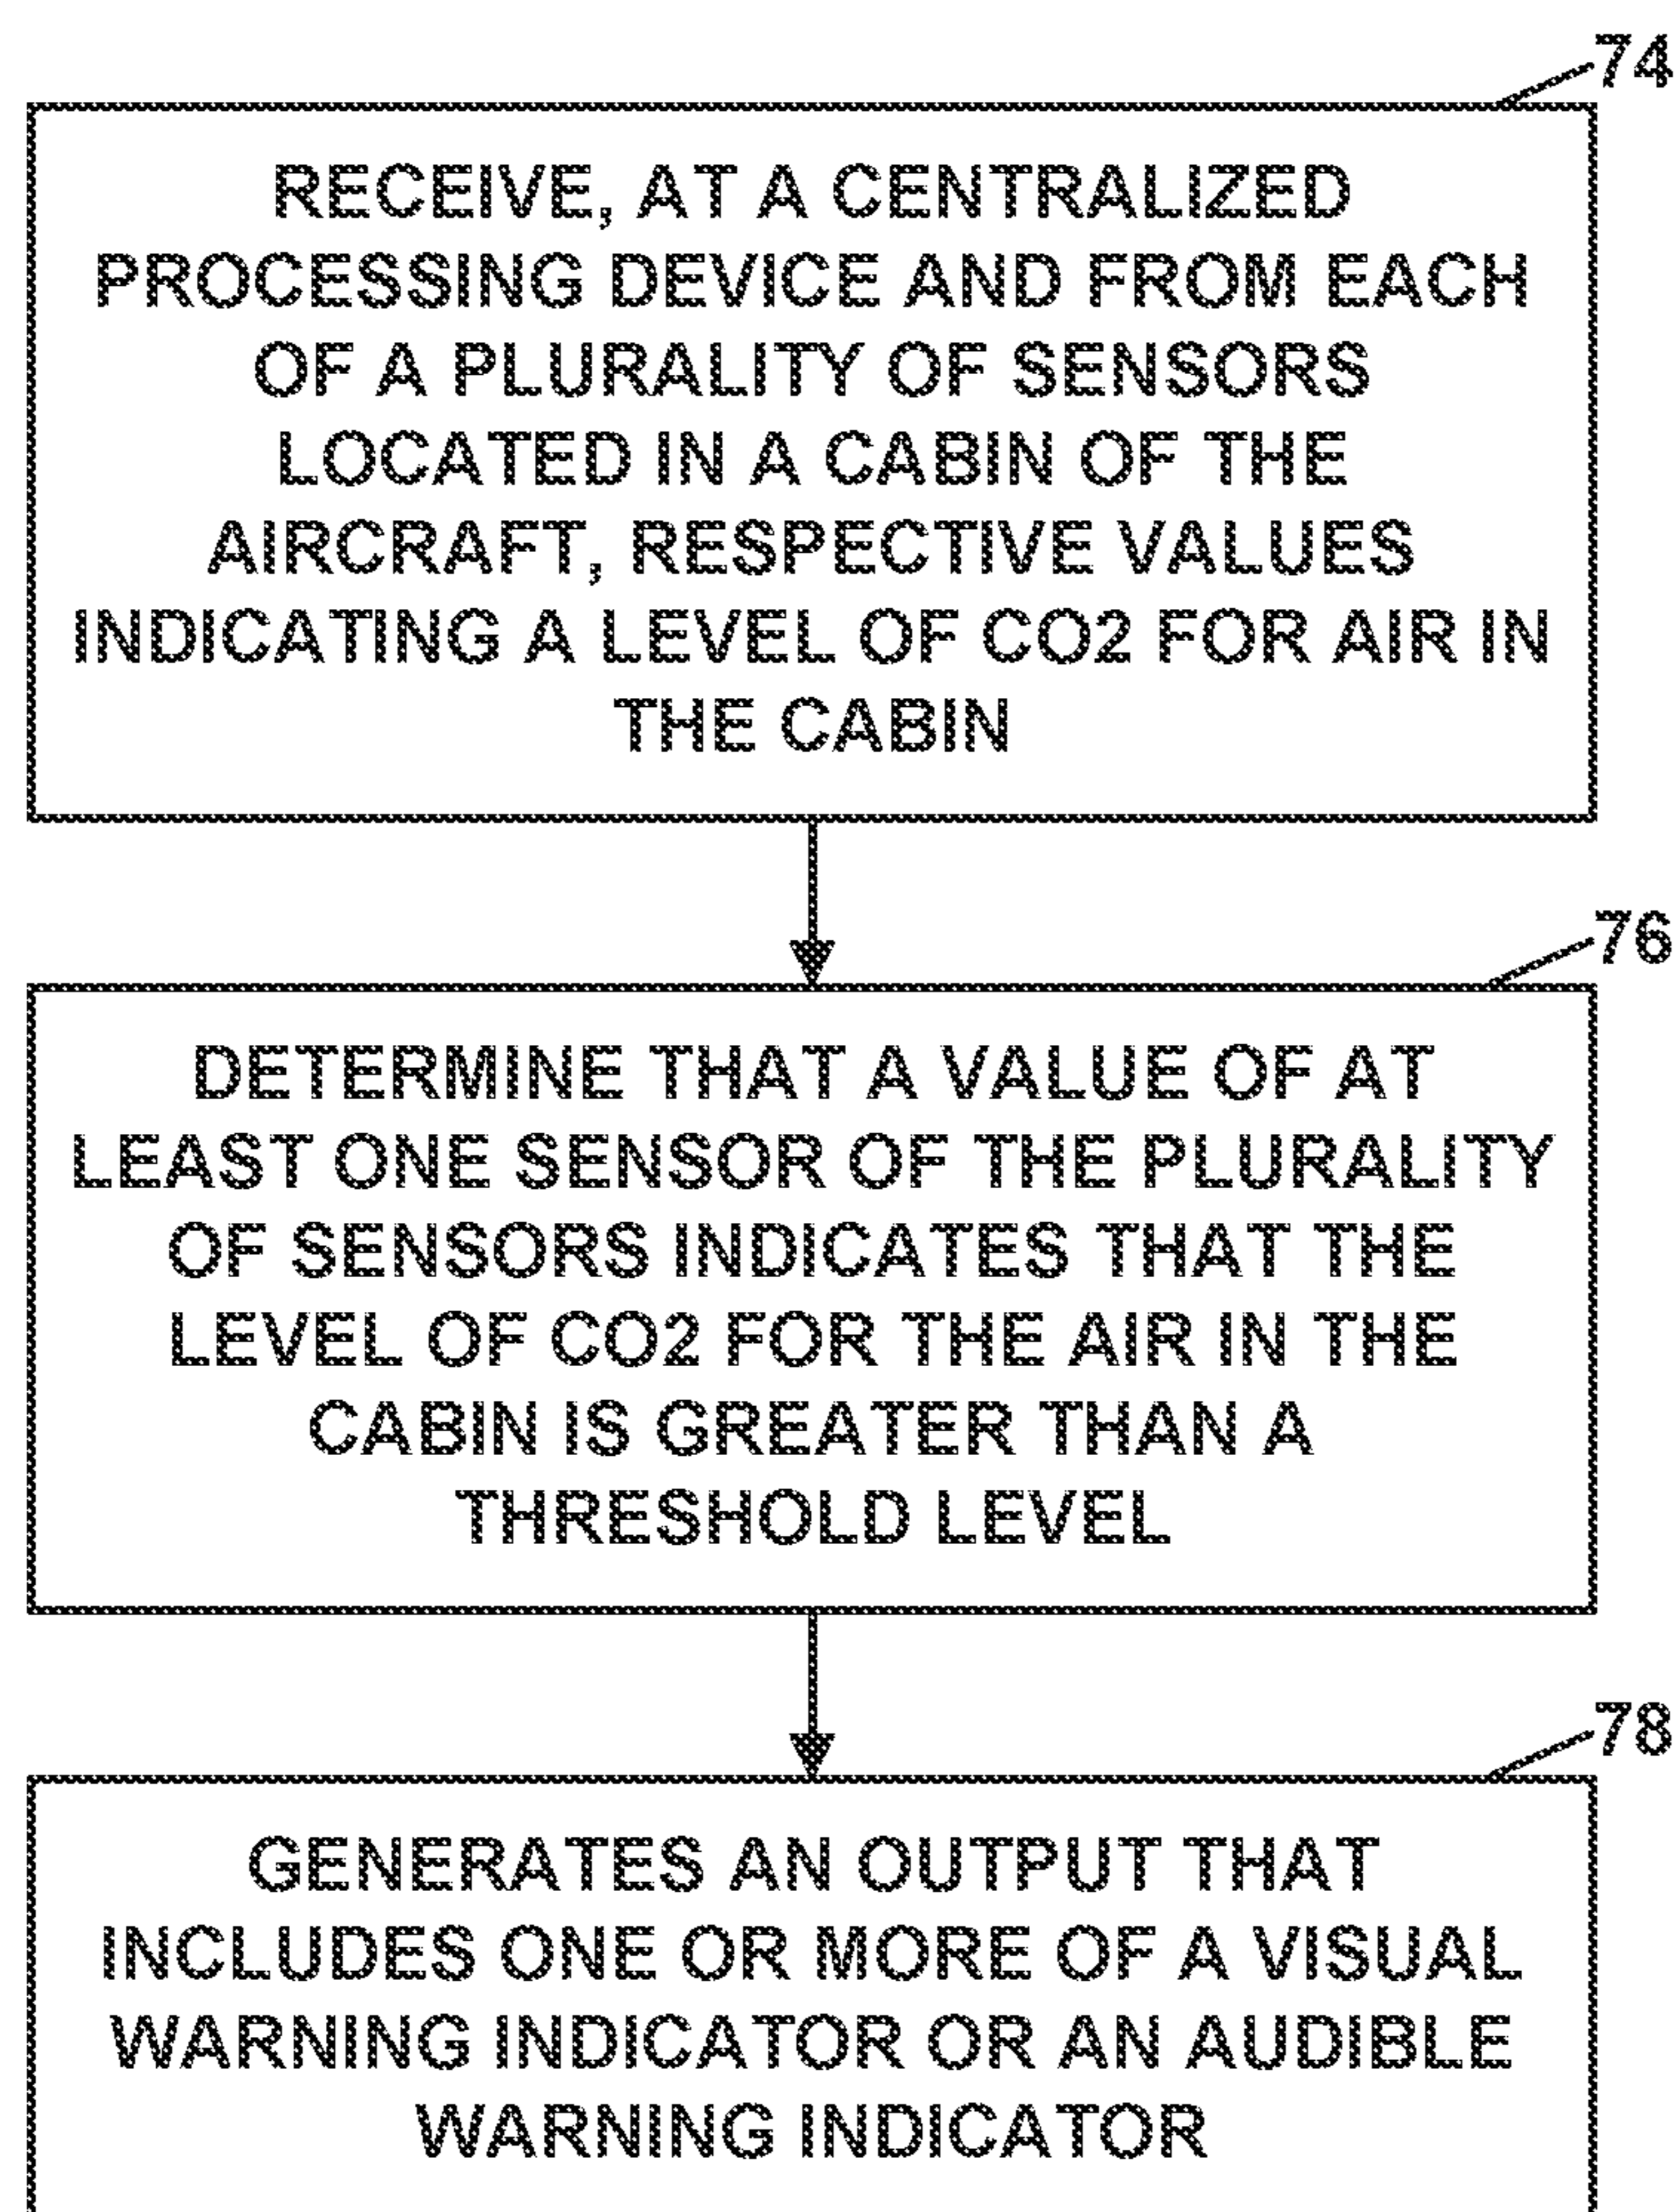 74
RECEIVE, AT A CENTRALIZED
PROCESSING DEVICE AND FROM EACH
OF A PLURALITY OF SENSORS
LOCATED IN A CABIN OF THE
AIRCRAFT, RESPECTIVE VALUES
INDICATING A LEVEL OF CO2 FOR AIR IN
THE CABIN
76
DETERMINE THAT A VALUE OF AT
LEAST ONE SENSOR OF THE PLURALITY
OF SENSORS INDICATES THAT THE
LEVEL OF CO2 FOR THE AIR IN THE
CABIN IS GREATER THAN A
THRESHOLD LEVEL
78
GENERATES AN OUTPUT THAT
INCLUDES ONE OR MORE OF A VISUAL
WARNING INDICATOR OR AN AUDIBLE
WARNING INDICATOR